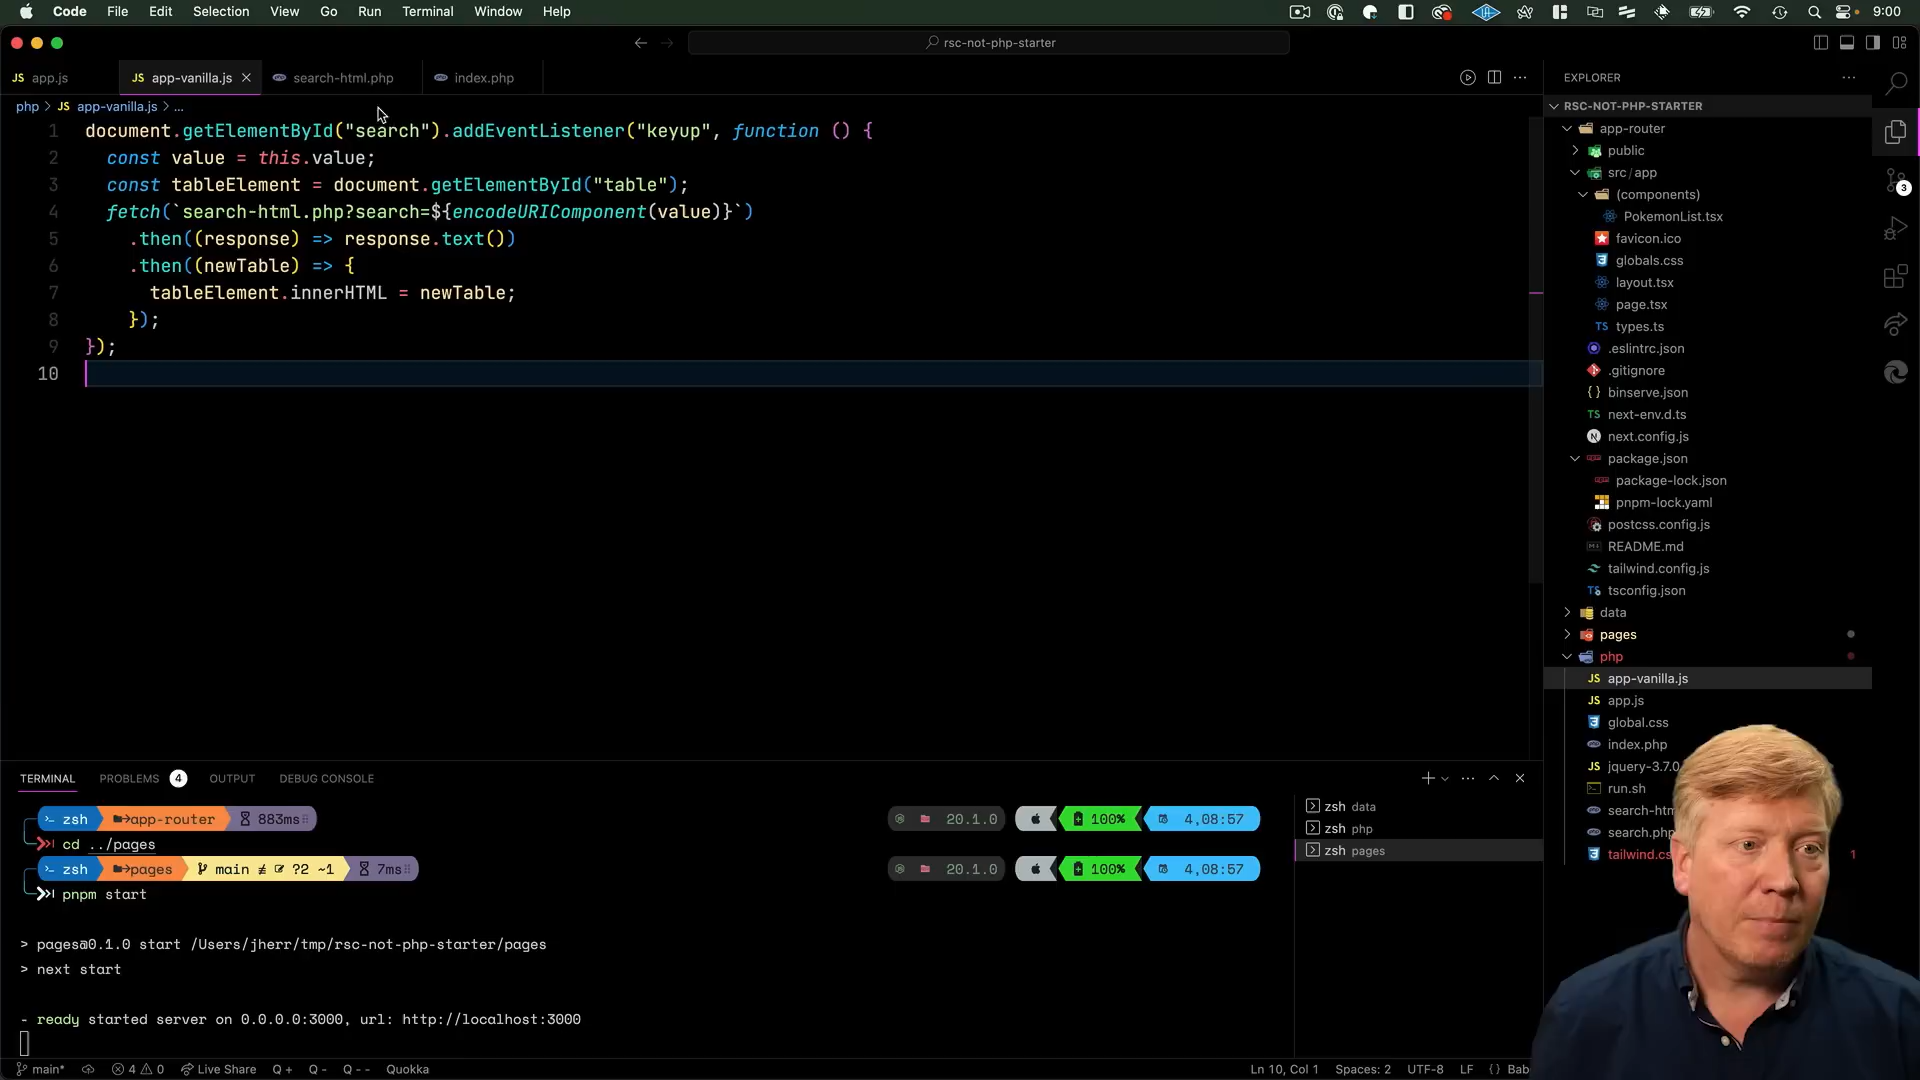 Code File Edit Selection View Go Run Terminal Window Help 9:00
rsc-not-php-starter
JS app.js
JS app-vanilla.js
search-html.php
index.php
EXPLORER
php > JS app-vanilla.js > ...
RSC-NOT-PHP-STARTER
1 document.getElementById("search").addEventListener("keyup", function () {
2 const value = this.value;
3 const tableElement = document.getElementById("table");
4 fetch(`search-html.php?search=${encodeURIComponent(value)}`)
5 .then((response) => response.text())
6 .then((newTable) => {
7 tableElement.innerHTML = newTable;
8 });
9 });
10
app-router
public
src/app
(components)
PokemonList.tsx
favicon.ico
globals.css
layout.tsx
page.tsx
TS types.ts
.eslintrc.json
.gitignore
{ } binserve.json
TS next-env.d.ts
N next.config.js
package.json
package-lock.json
pnpm-lock.yaml
postcss.config.js
README.md
tailwind.config.js
TS tsconfig.json
data
pages
php
JS app-vanilla.js
JS app.js
global.css
index.php
JS jquery-3.7.0
run.sh
search-htm
search.php
tailwind.cs 1
3
TERMINAL PROBLEMS 4 OUTPUT DEBUG CONSOLE
zsh app-router 883ms 20.1.0 100% 4,08:57
cd ../pages
zsh pages main ≢ ?2 ~1 7ms 20.1.0 100% 4,08:57
pnpm start
> pages@0.1.0 start /Users/jherr/tmp/rsc-not-php-starter/pages
> next start
- ready started server on 0.0.0.0:3000, url: http://localhost:3000
zsh data
zsh php
zsh pages
main* 4 0 Live Share Q + Q - Q - - Quokka Ln 10, Col 1 Spaces: 2 UTF-8 LF { } Bab